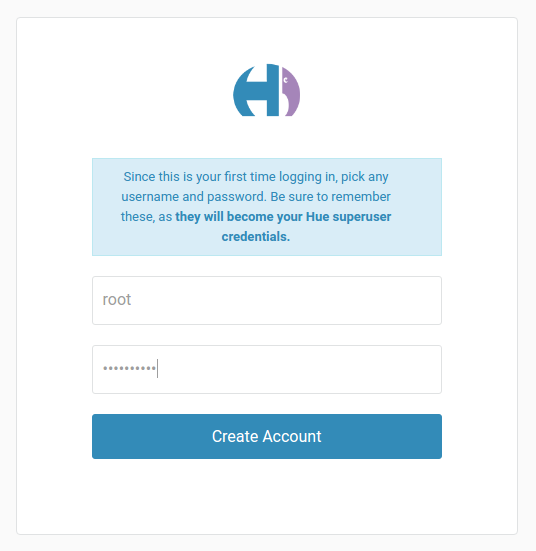 Since this is your first time logging in, pick any
username and password. Be sure to remember
these, as they will become your Hue superuser
credentials.
root
••••••••••
Create Account